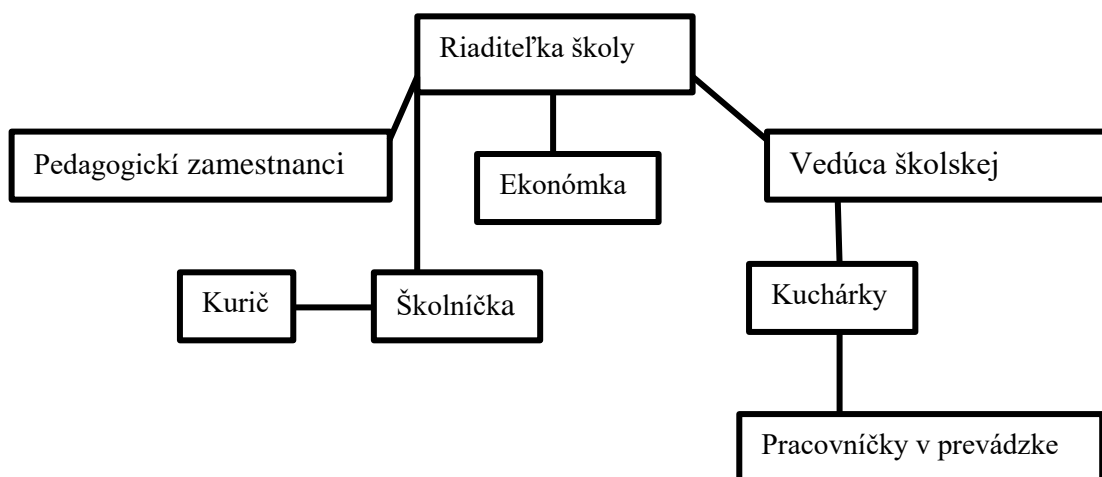 Riaditeľka školy
Pedagogickí zamestnanci
Ekonómka
Vedúca školskej
Kurič
Školníčka
Kuchárky
Pracovníčky v prevádzke